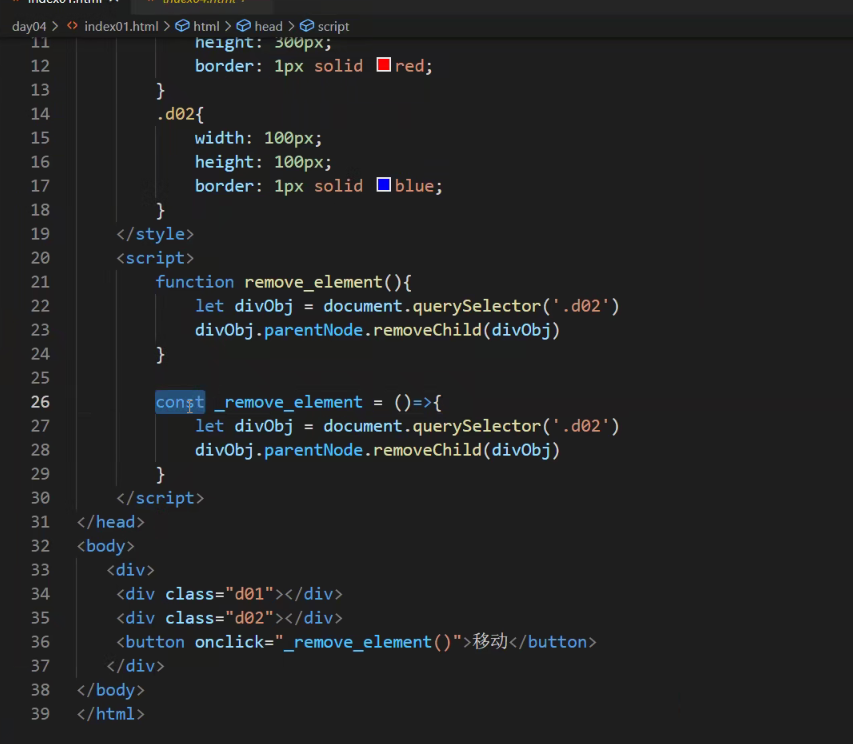 index01.html
index04.html
day04 > index01.html > html > head > script
11 height: 300px;
12 border: 1px solid red;
13 }
14 .d02{
15 width: 100px;
16 height: 100px;
17 border: 1px solid blue;
18 }
19 </style>
20 <script>
21 function remove_element(){
22 let divObj = document.querySelector('.d02')
23 divObj.parentNode.removeChild(divObj)
24 }
25
26 const _remove_element = ()=>{
27 let divObj = document.querySelector('.d02')
28 divObj.parentNode.removeChild(divObj)
29 }
30 </script>
31 </head>
32 <body>
33 <div>
34 <div class="d01"></div>
35 <div class="d02"></div>
36 <button onclick="_remove_element()">移动</button>
37 </div>
38 </body>
39 </html>